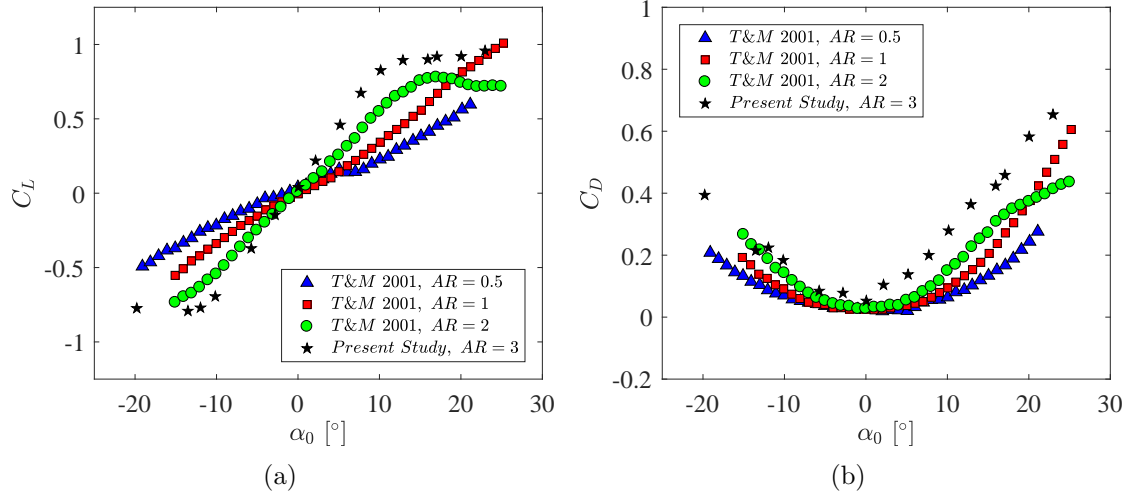 1
0.5
0
-0.5
-1
C_L
-20 -10 0 10 20 30
α₀ [°]
T&M 2001, AR = 0.5
T&M 2001, AR = 1
T&M 2001, AR = 2
Present Study, AR = 3
(a)
1
0.8
0.6
0.4
0.2
0
-0.2
C_D
-20 -10 0 10 20 30
α₀ [°]
T&M 2001, AR = 0.5
T&M 2001, AR = 1
T&M 2001, AR = 2
Present Study, AR = 3
(b)